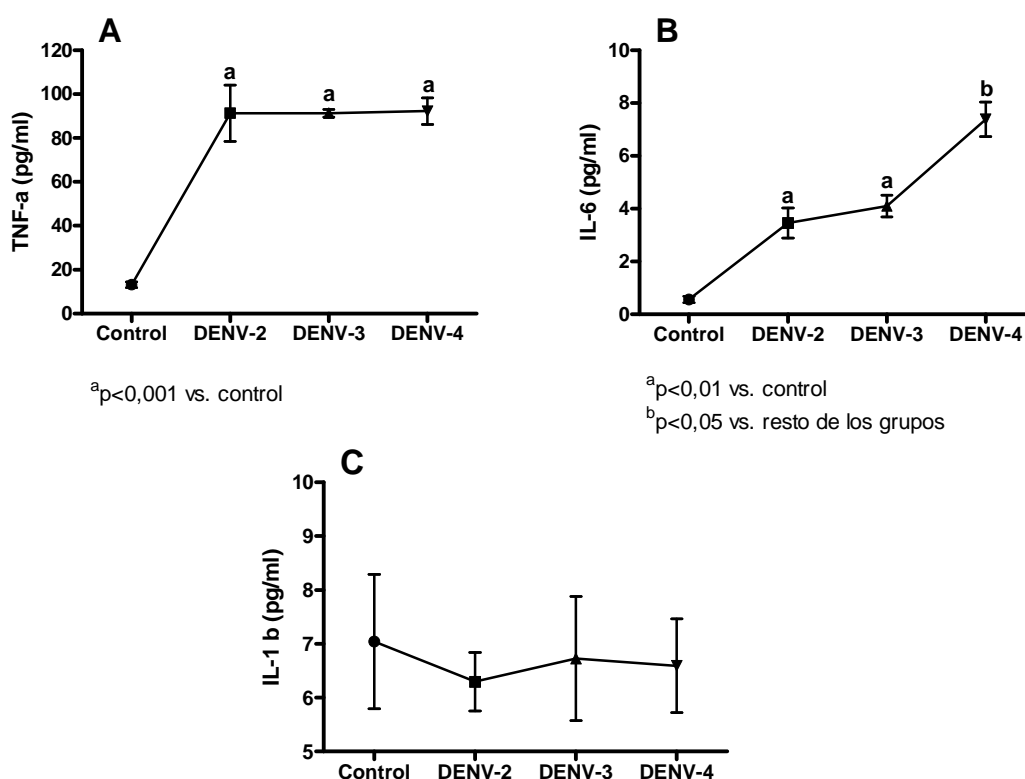 A
TNF-a (pg/ml)
120
100
80
60
40
20
0
a
a
a
Control DENV-2 DENV-3 DENV-4
ap<0,001 vs. control
B
IL-6 (pg/ml)
10
8
6
4
2
0
a
a
b
Control DENV-2 DENV-3 DENV-4
ap<0,01 vs. control
bp<0,05 vs. resto de los grupos
C
IL-1 b (pg/ml)
10
9
8
7
6
5
Control DENV-2 DENV-3 DENV-4